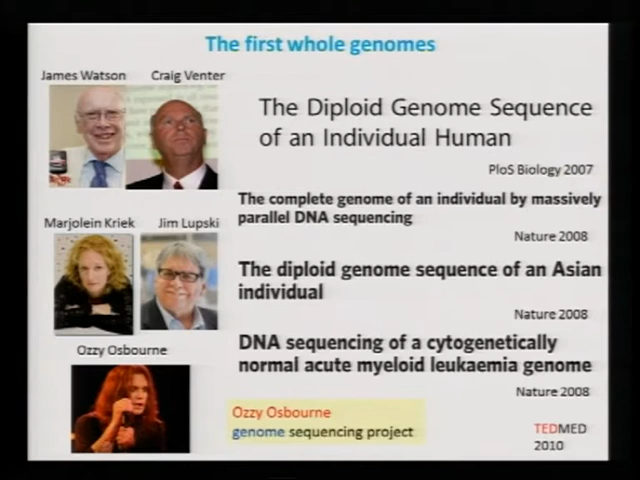 The first whole genomes
James Watson
Craig Venter
The Diploid Genome Sequence
of an Individual Human
PloS Biology 2007
The complete genome of an individual by massively
parallel DNA sequencing
Nature 2008
Marjolein Kriek
Jim Lupski
The diploid genome sequence of an Asian
individual
Nature 2008
DNA sequencing of a cytogenetically
normal acute myeloid leukaemia genome
Nature 2008
Ozzy Osbourne
Ozzy Osbourne
genome sequencing project
TEDMED
2010